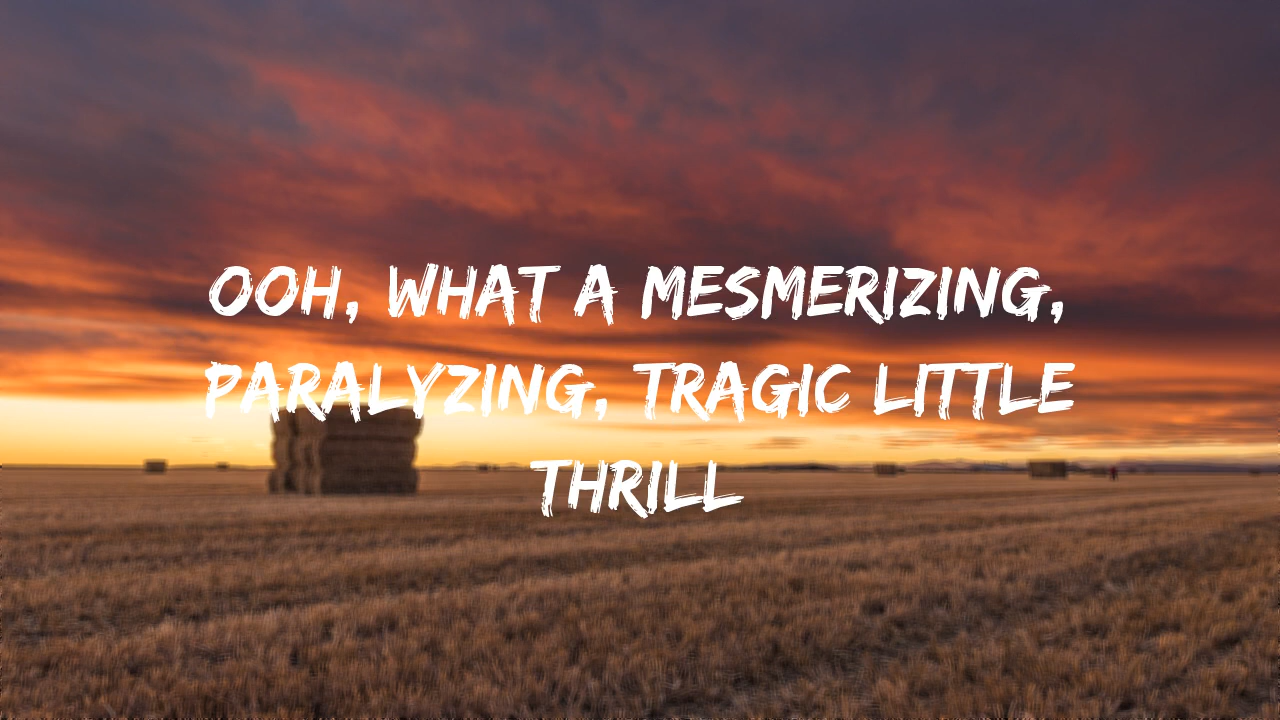 OOH, WHAT A MESMERIZING,
PARALYZING, TRAGIC LITTLE
THRILL